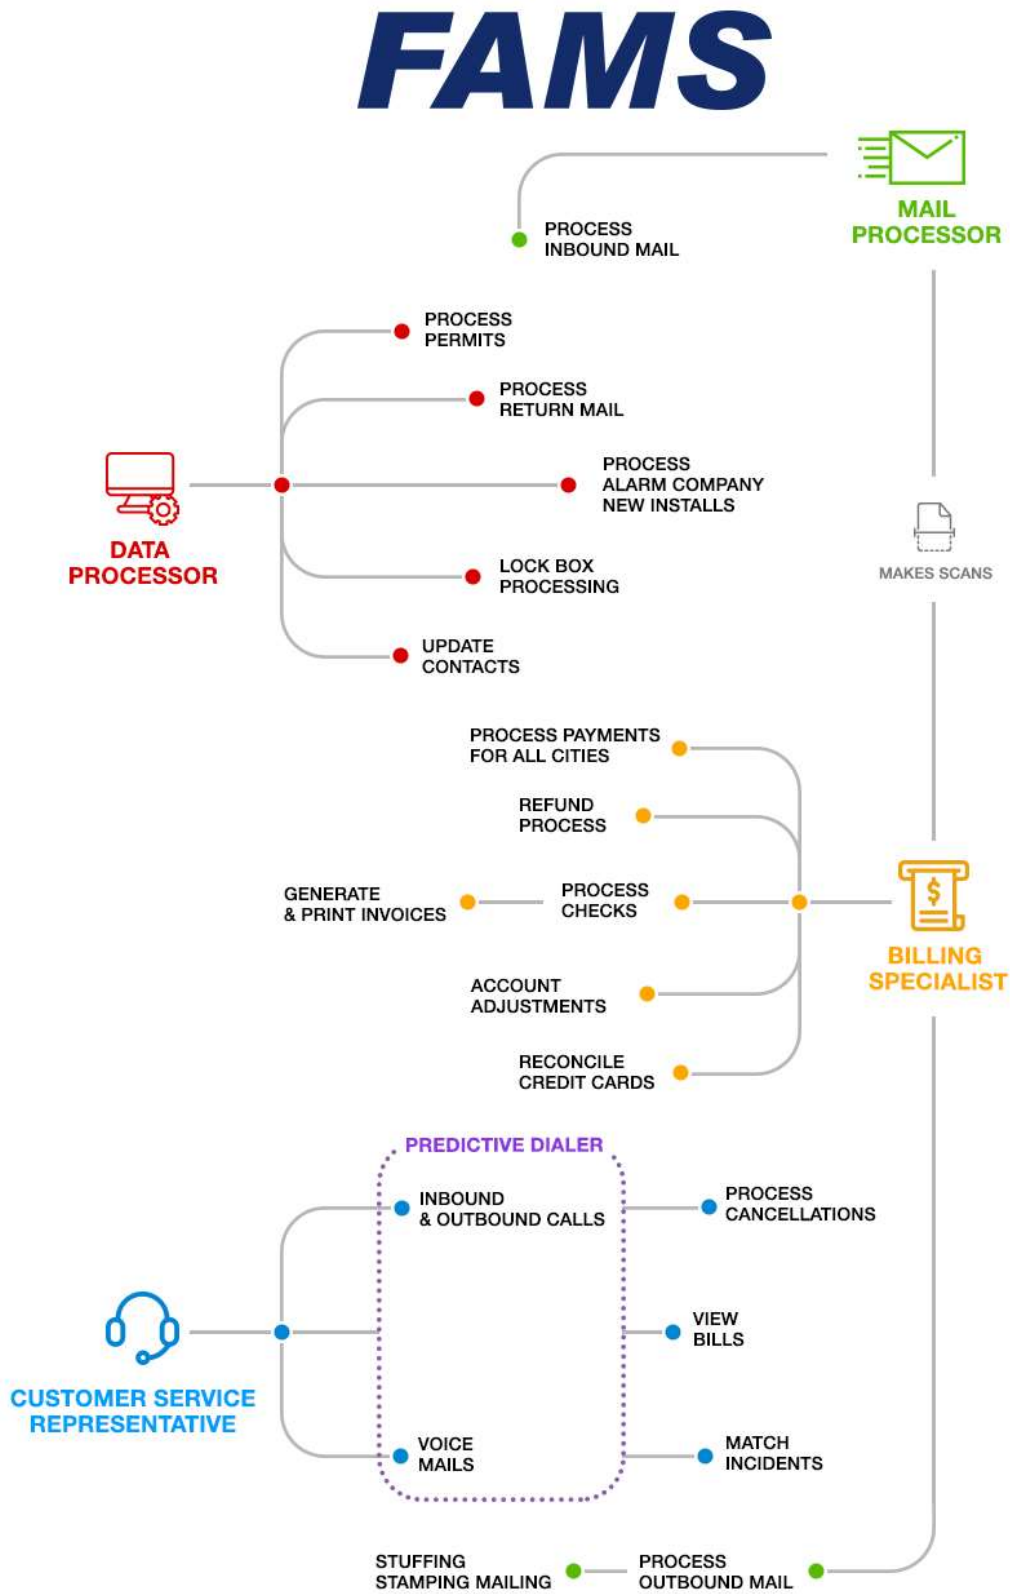 FAMS
MAIL
PROCESSOR
PROCESS
INBOUND MAIL
PROCESS
PERMITS
PROCESS
RETURN MAIL
PROCESS
ALARM COMPANY
NEW INSTALLS
DATA
PROCESSOR
LOCK BOX
PROCESSING
MAKES SCANS
UPDATE
CONTACTS
PROCESS PAYMENTS
FOR ALL CITIES
REFUND
PROCESS
GENERATE
& PRINT INVOICES
PROCESS
CHECKS
$
BILLING
SPECIALIST
ACCOUNT
ADJUSTMENTS
RECONCILE
CREDIT CARDS
PREDICTIVE DIALER
INBOUND
& OUTBOUND CALLS
PROCESS
CANCELLATIONS
VIEW
BILLS
CUSTOMER SERVICE
REPRESENTATIVE
VOICE
MAILS
MATCH
INCIDENTS
STUFFING
STAMPING MAILING
PROCESS
OUTBOUND MAIL